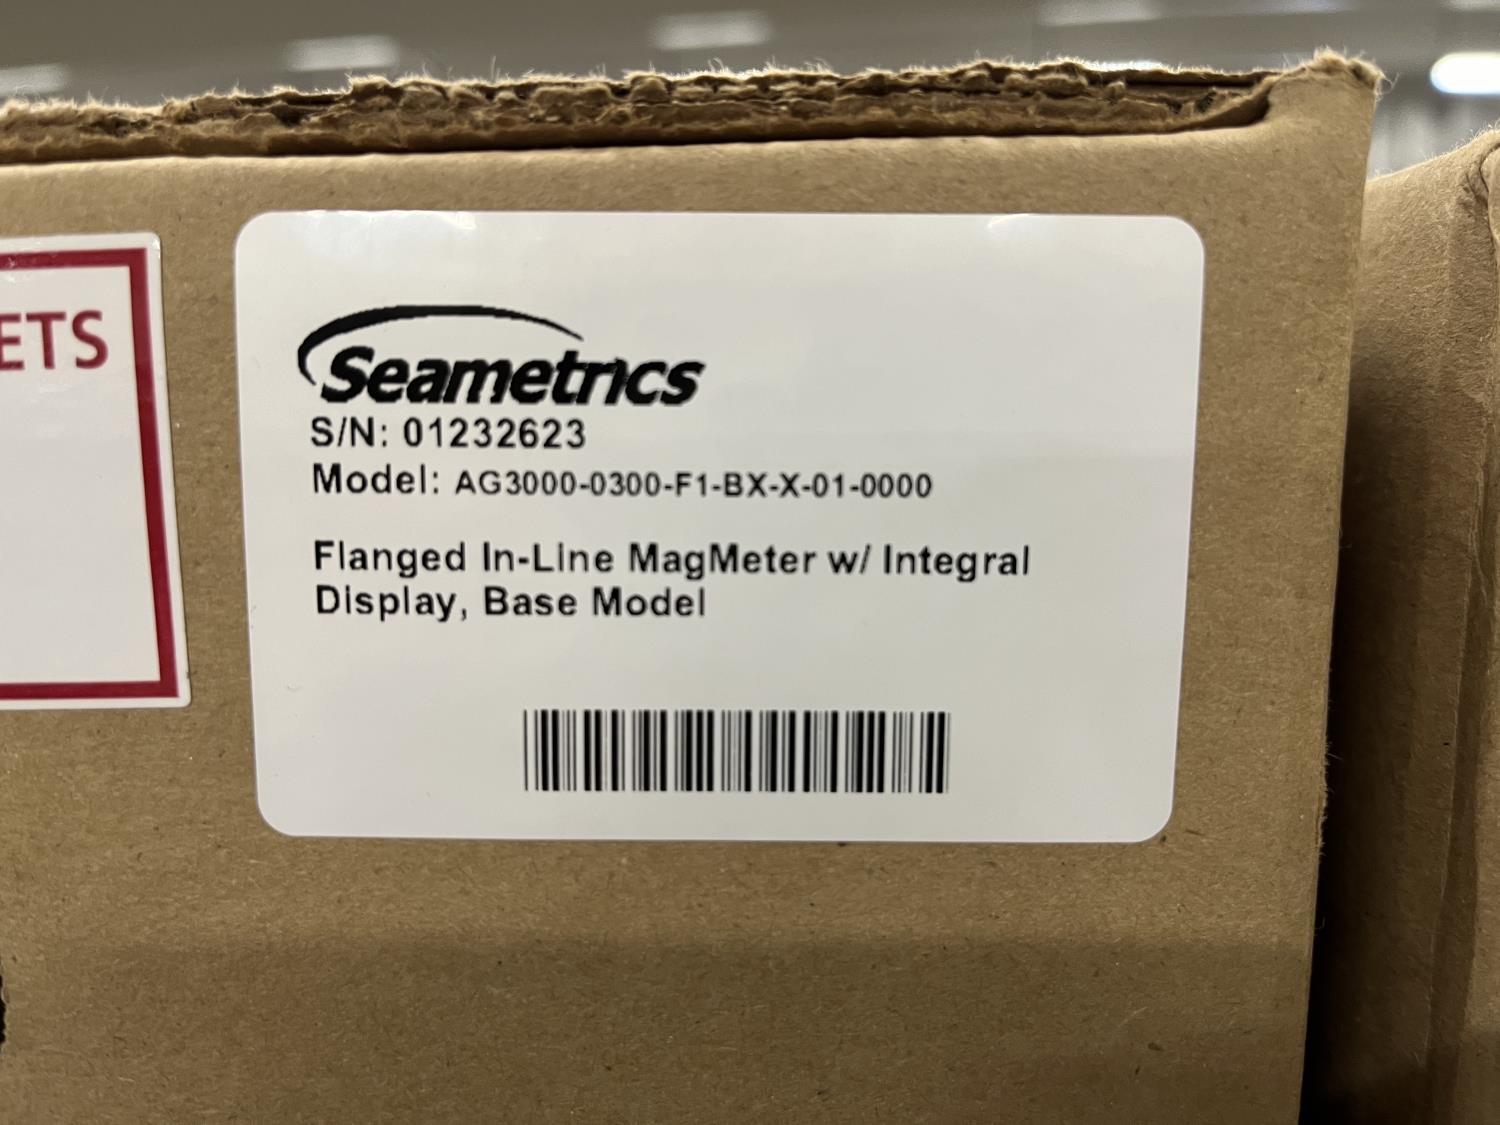 ETS
Seametrics
S/N: 01232623
Model: AG3000-0300-F1-BX-X-01-0000
Flanged In-Line MagMeter w/ Integral
Display, Base Model